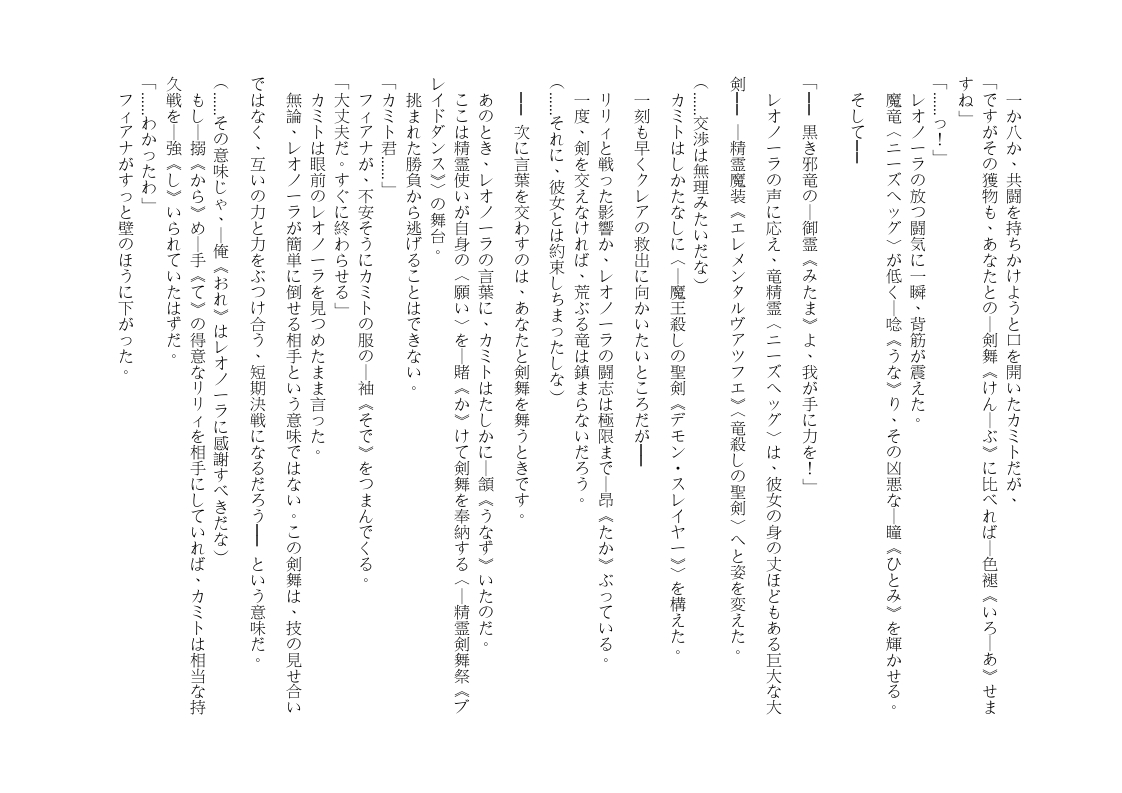 一か八か、共闘を持ちかけようと口を開いたカミトだが、
「ですがその獲物も、あなたとの―剣舞《けん―ぶ》に比べれば―色褪《いろ―あ》せま
すね」
「……っ！」
レオノーラの放つ闘気に一瞬、背筋が震えた。
魔竜〈ニーズヘッグ〉が低く―唸《うな》り、その凶悪な―瞳《ひとみ》を輝かせる。
そして━━
「━━ 黒き邪竜の―御霊《みたま》よ、我が手に力を！」
レオノーラの声に応え、竜精霊〈ニーズヘッグ〉は、彼女の身の丈ほどもある巨大な大
剣━━ ―精霊魔装《エレメンタルヴァッフェ》〈竜殺しの聖剣〉へと姿を変えた。
（……交渉は無理みたいだな）
カミトはしかたなしに〈―魔王殺しの聖剣《デモン・スレイヤー》〉を構えた。
一刻も早くクレアの救出に向かいたいところだが━━
リリィと戦った影響か、レオノーラの闘志は極限まで―昂《たか》ぶっている。
一度、剣を交えなければ、荒ぶる竜は鎮まらないだろう。
（……それに、彼女とは約束しちまったしな）
━━ 次に言葉を交わすのは、あなたと剣舞を舞うときです。
あのとき、レオノーラの言葉に、カミトはたしかに―頷《うなず》いたのだ。
ここは精霊使いが自身の〈願い〉を―賭《か》けて剣舞を奉納する〈―精霊剣舞祭《ブ
レイドダンス》〉の舞台。
挑まれた勝負から逃げることはできない。
「カミト君……」
フィアナが、不安そうにカミトの服の―袖《そで》をつまんでくる。
「大丈夫だ。すぐに終わらせる」
カミトは眼前のレオノーラを見つめたまま言った。
無論、レオノーラが簡単に倒せる相手という意味ではない。この剣舞は、技の見せ合い
ではなく、互いの力と力をぶつけ合う、短期決戦になるだろう━━ という意味だ。
（……その意味じゃ、―俺《おれ》はレオノーラに感謝すべきだな）
もし―搦《から》め―手《て》の得意なリリィを相手にしていれば、カミトは相当な持
久戦を―強《し》いられていたはずだ。
「……わかったわ」
フィアナがすっと壁のほうに下がった。